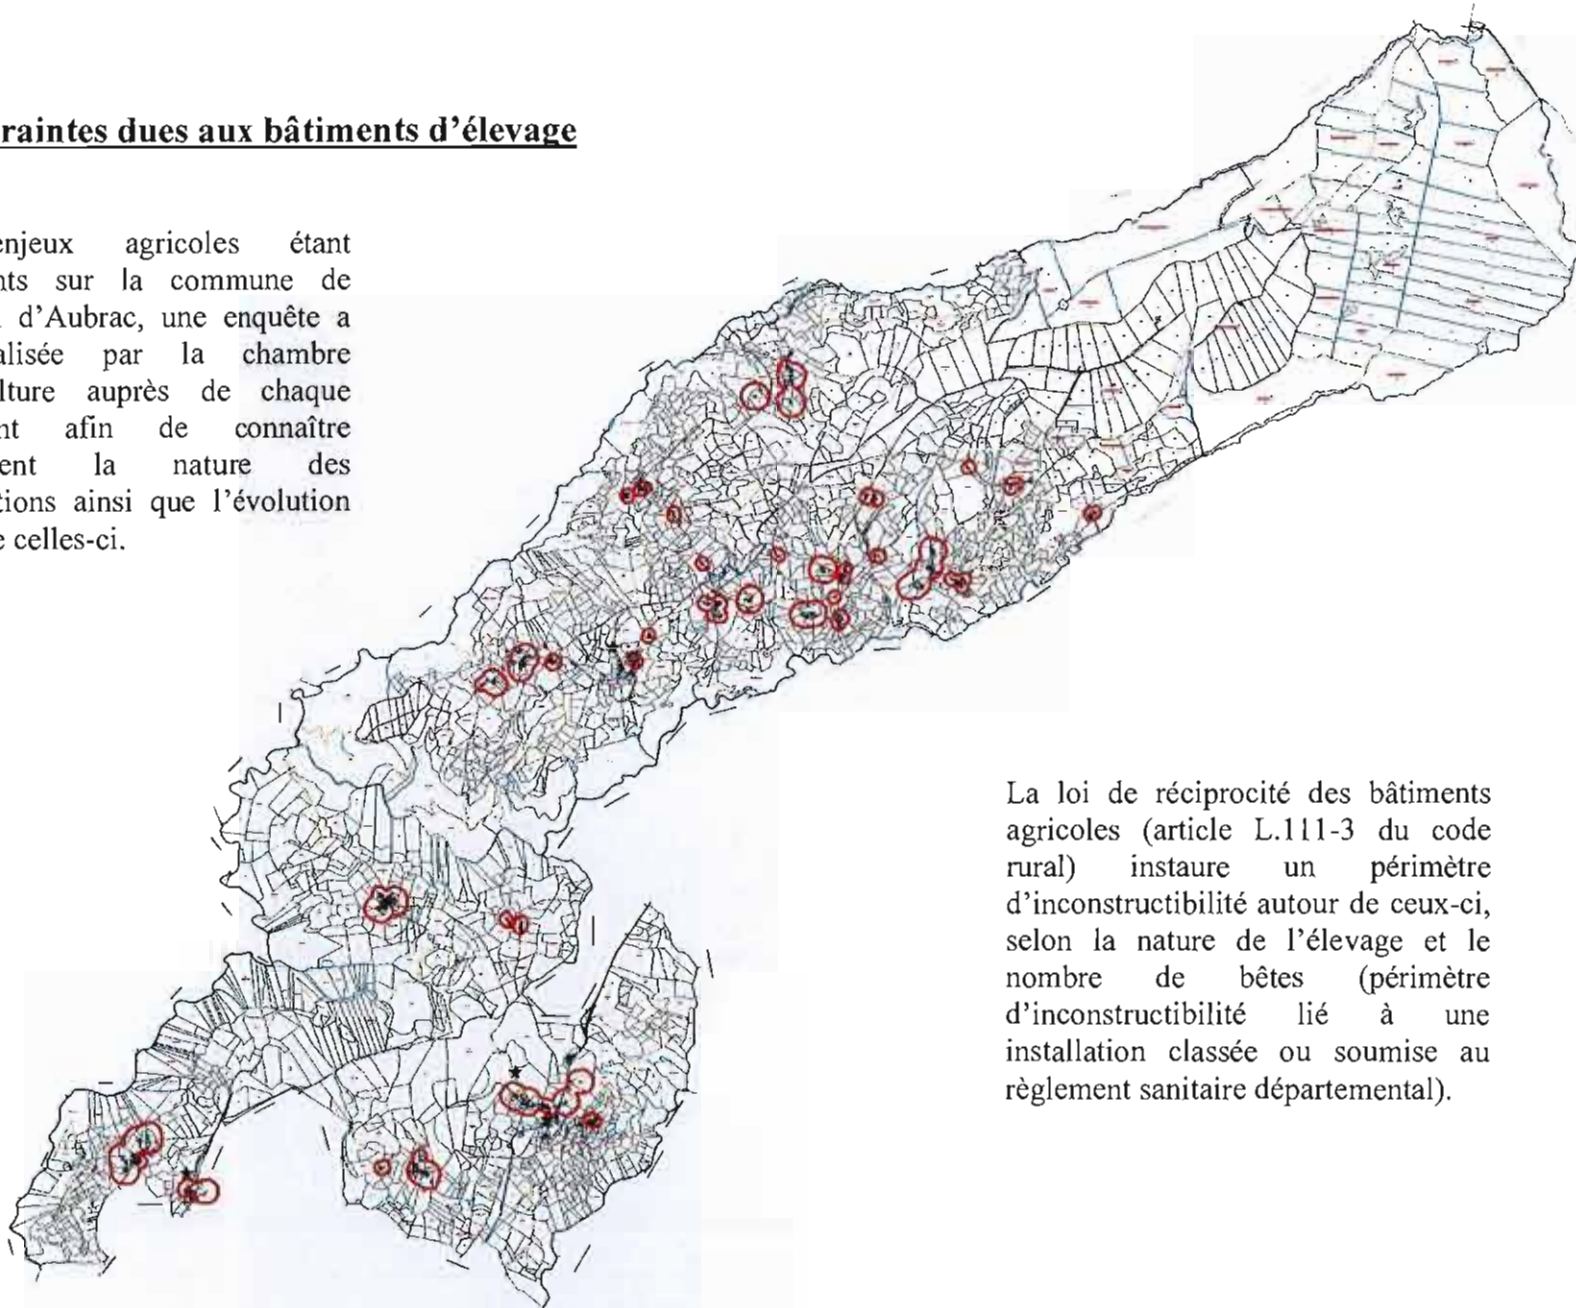 raintes dues aux bâtiments d'élevage
enjeux agricoles étant
nts sur la commune de
d'Aubrac, une enquête a
alisée par la chambre
lture auprès de chaque
nt afin de connaître
ent la nature des
tions ainsi que l'évolution
e celles-ci.
La loi de réciprocité des bâtiments
agricoles (article L.111-3 du code
rural) instaure un périmètre
d'inconstructibilité autour de ceux-ci,
selon la nature de l'élevage et le
nombre de bêtes (périmètre
d'inconstructibilité lié à une
installation classée ou soumise au
règlement sanitaire départemental).